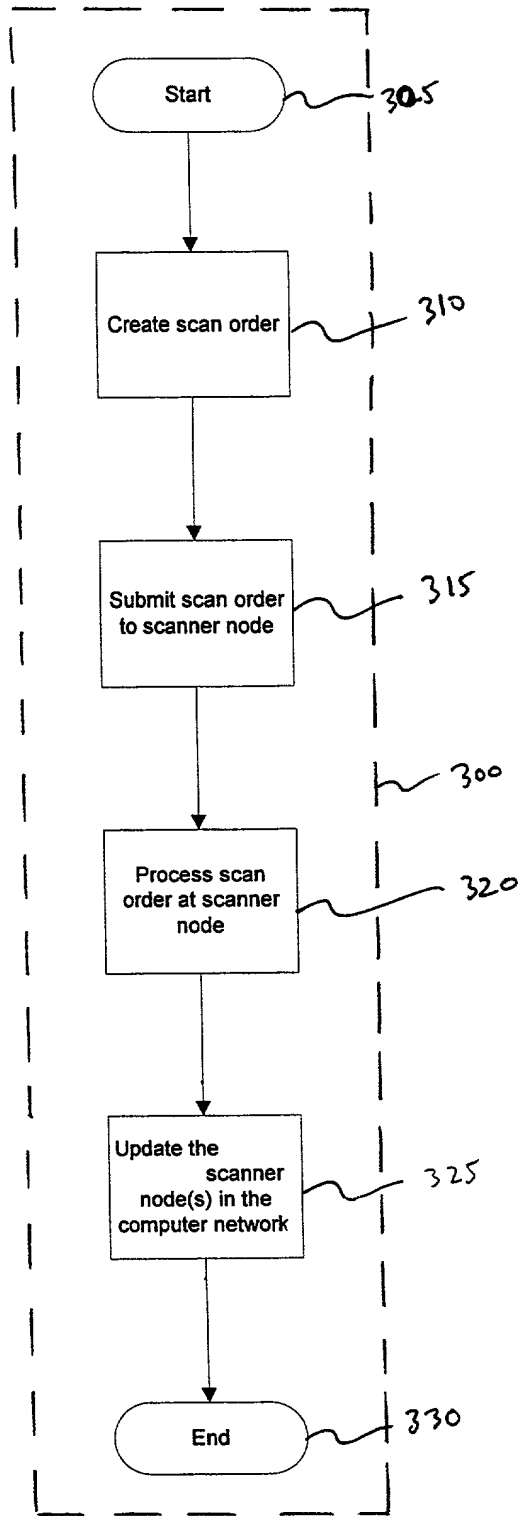 Start
305
Create scan order
310
Submit scan order
to scanner node
315
300
Process scan
order at scanner
node
320
Update the
scanner
node(s) in the
computer network
325
End
330